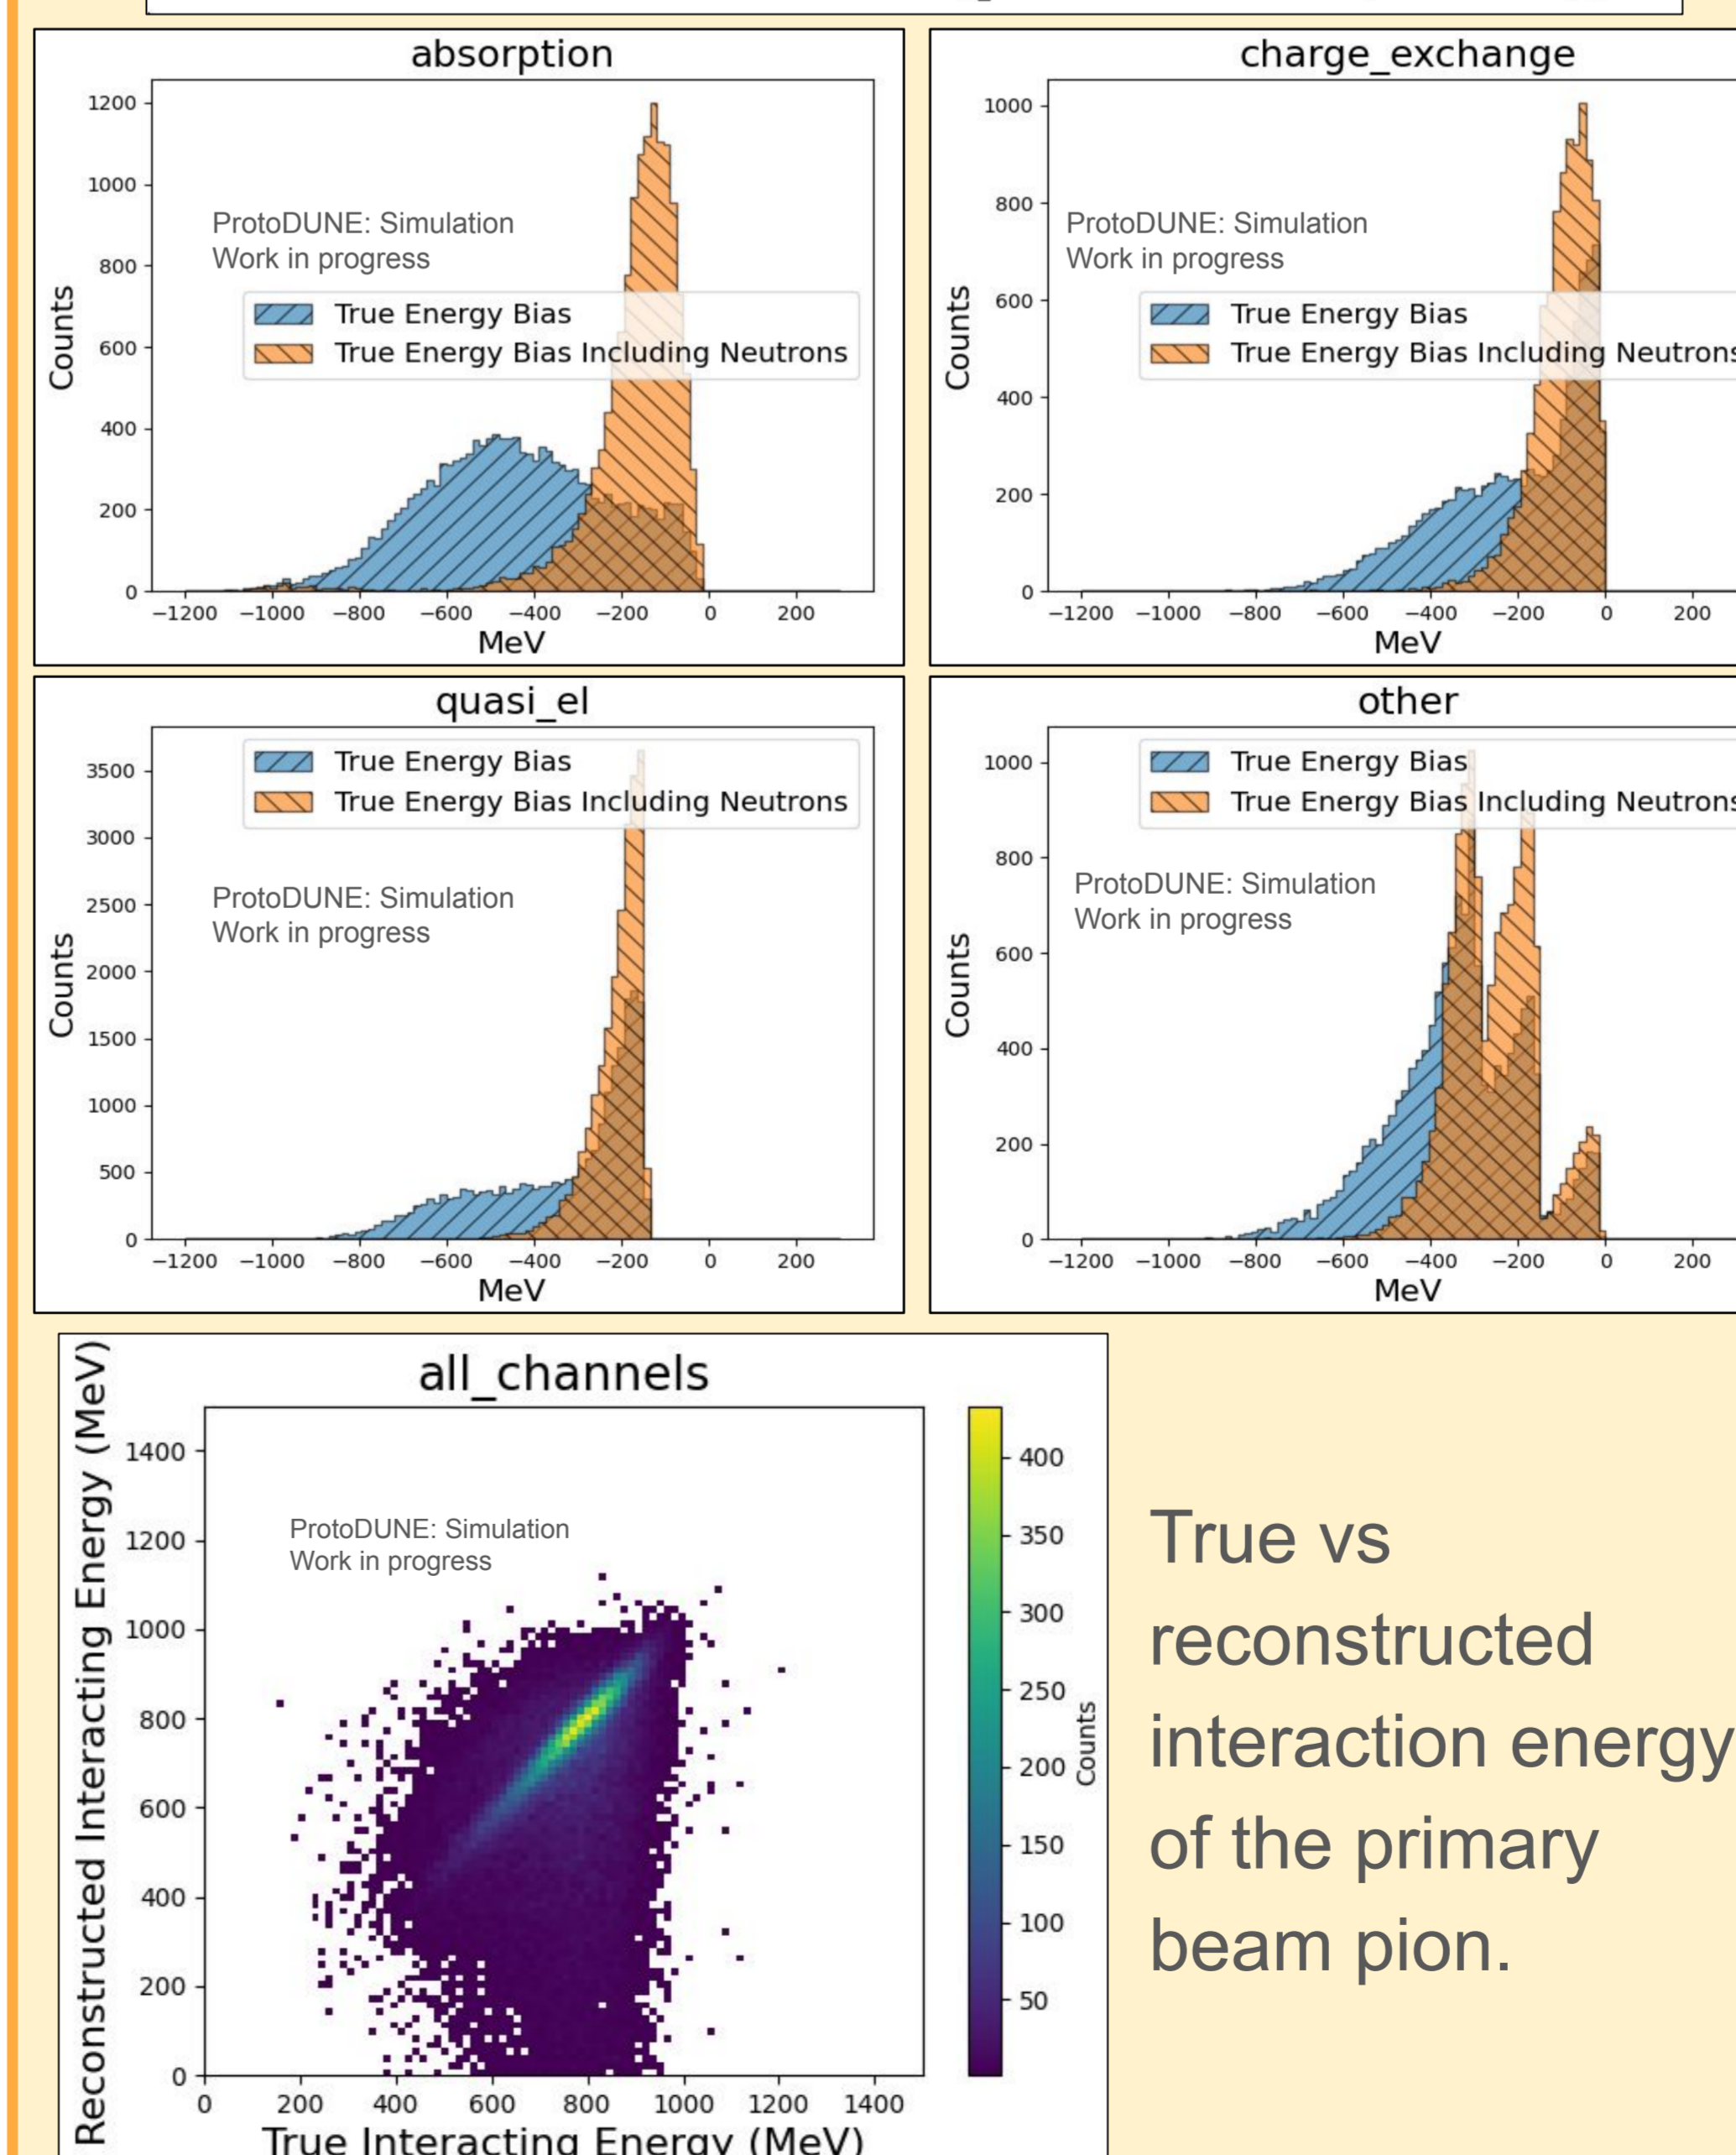 absorption
1200
1000
800
600
400
200
0
Counts
ProtoDUNE: Simulation
Work in progress
True Energy Bias
True Energy Bias Including Neutrons
−1200 −1000 −800 −600 −400 −200 0 200
MeV
charge_exchange
1000
800
600
400
200
0
Counts
ProtoDUNE: Simulation
Work in progress
True Energy Bias
True Energy Bias Including Neutrons
−1200 −1000 −800 −600 −400 −200 0 200
MeV
quasi_el
3500
3000
2500
2000
1500
1000
500
0
Counts
True Energy Bias
True Energy Bias Including Neutrons
ProtoDUNE: Simulation
Work in progress
−1200 −1000 −800 −600 −400 −200 0 200
MeV
other
1000
800
600
400
200
0
Counts
True Energy Bias
True Energy Bias Including Neutrons
ProtoDUNE: Simulation
Work in progress
−1200 −1000 −800 −600 −400 −200 0 200
MeV
all_channels
Reconstructed Interacting Energy (MeV)
1400
1200
1000
800
600
400
200
0
ProtoDUNE: Simulation
Work in progress
0 200 400 600 800 1000 1200 1400
True Interacting Energy (MeV)
400
350
300
250
200
150
100
50
Counts
True vs
reconstructed
interaction energy
of the primary
beam pion.